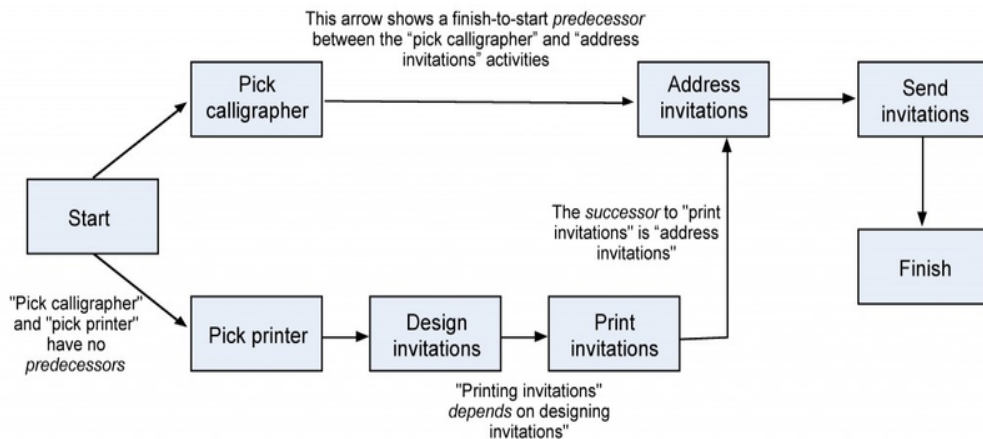 This arrow shows a finish-to-start predecessor
between the “pick calligrapher” and “address
invitations” activities
Pick
calligrapher
Address
invitations
Send
invitations
Start
The successor to "print
invitations" is “address
invitations"
Finish
"Pick calligrapher"
and "pick printer"
have no
predecessors
Pick printer
Design
invitations
Print
invitations
"Printing invitations"
depends on designing
invitations"